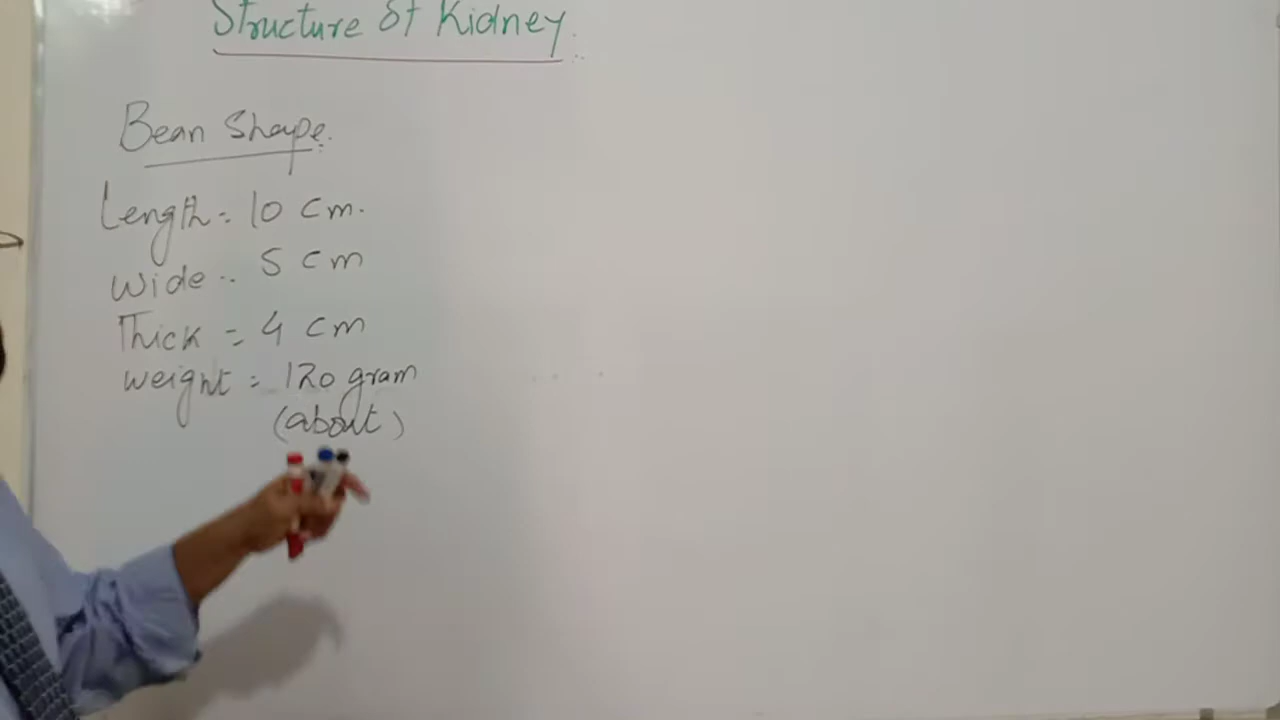 Structure of Kidney.
Bean Shape.
Length = 10 cm.
Wide .. 5 cm
Thick = 4 cm
weight = 120 gram
(about)